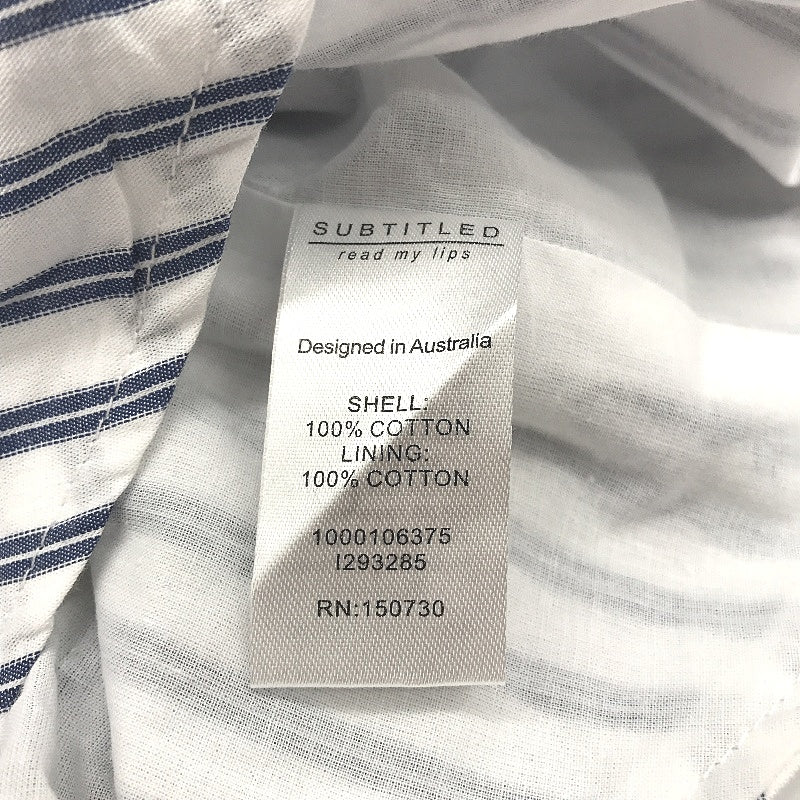 SUBTITLED
read my lips
Designed in Australia
SHELL:
100% COTTON
LINING:
100% COTTON
1000106375
I293285
RN:150730